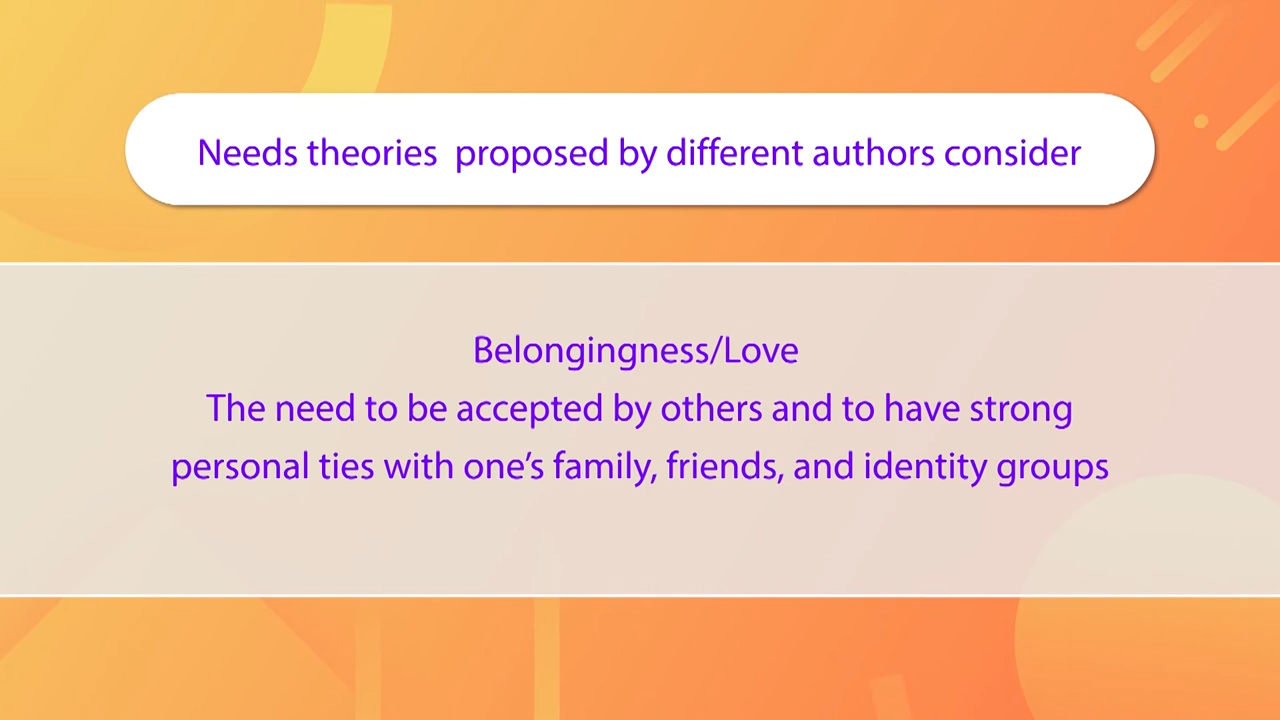 Needs theories  proposed by different authors consider
Belongingness/Love
The need to be accepted by others and to have strong
personal ties with one’s family, friends, and identity groups